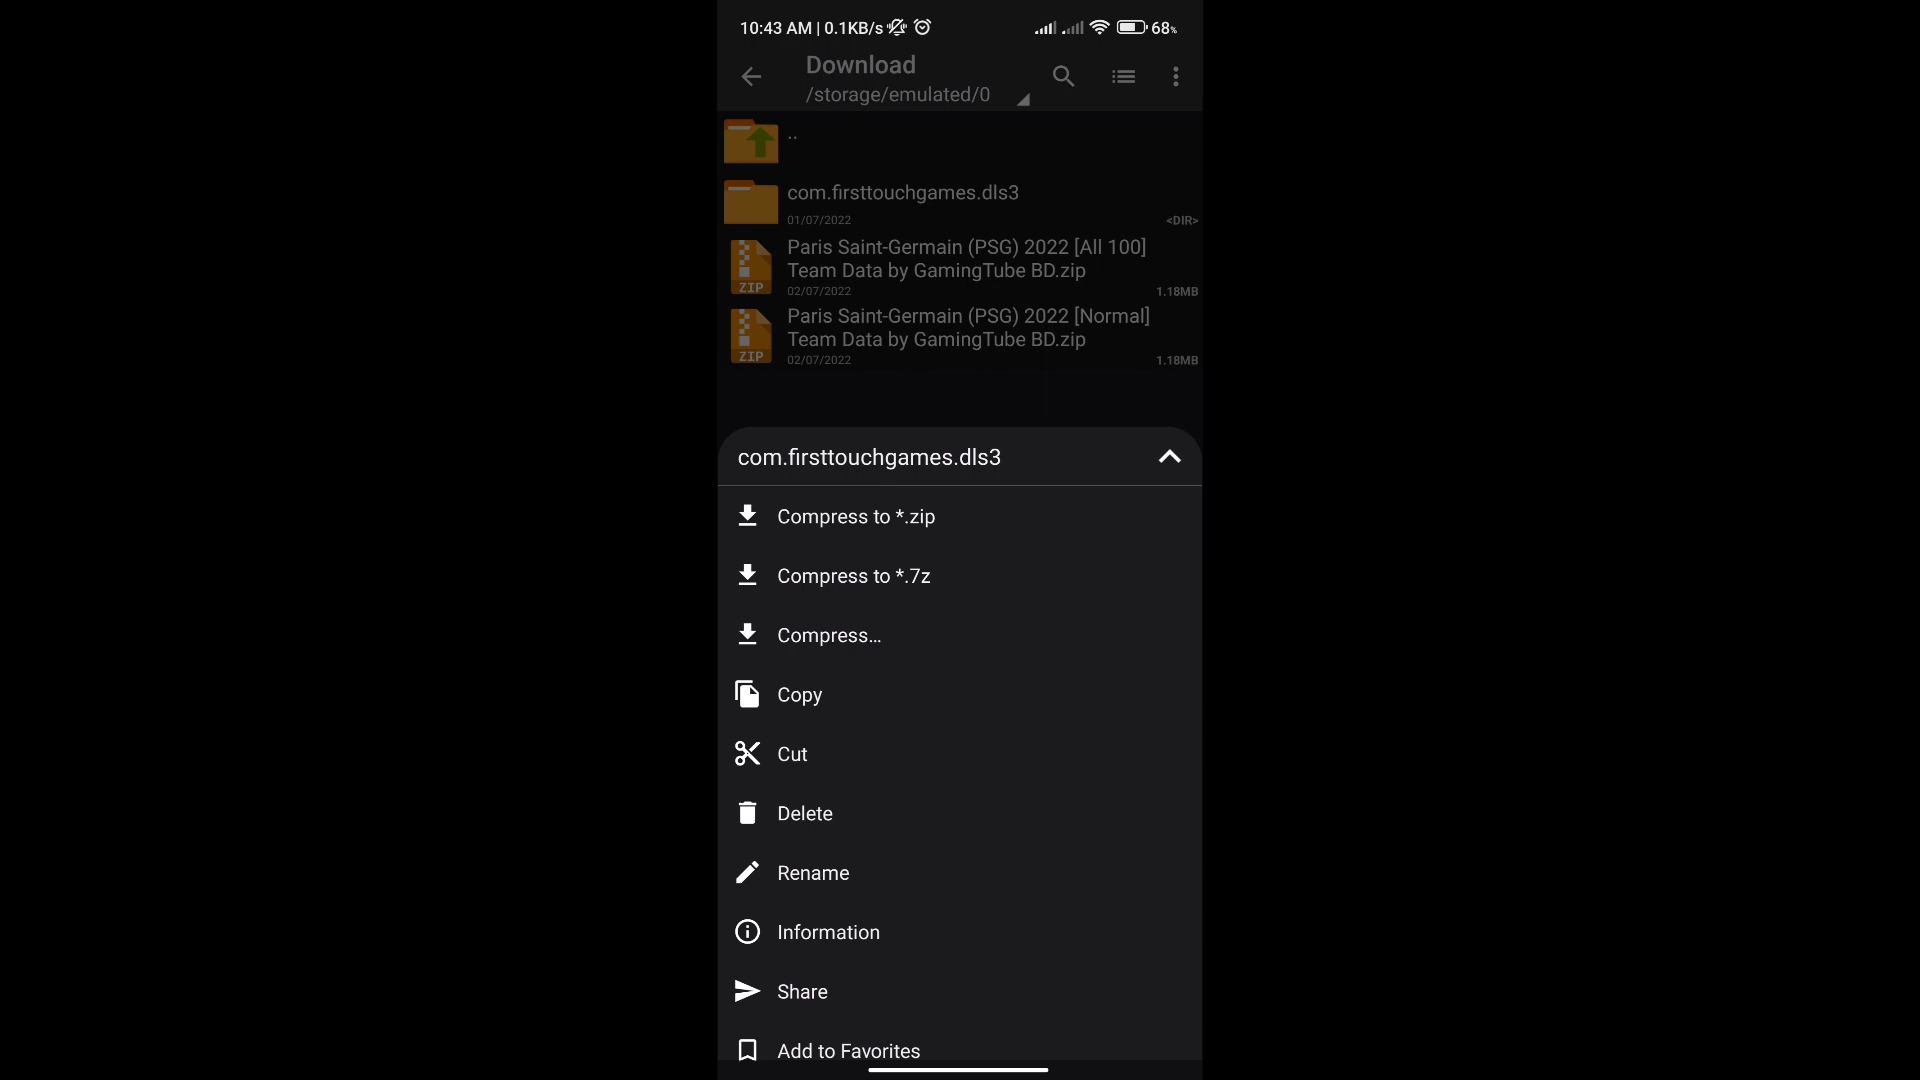 10:43 AM | 0.1KB/s
68%
Download
/storage/emulated/0
..
com.firsttouchgames.dls3
01/07/2022
<DIR>
Paris Saint-Germain (PSG) 2022 [All 100]
Team Data by GamingTube BD.zip
ZIP
02/07/2022
1.18MB
Paris Saint-Germain (PSG) 2022 [Normal]
Team Data by GamingTube BD.zip
ZIP
02/07/2022
1.18MB
com.firsttouchgames.dls3
Compress to *.zip
Compress to *.7z
Compress...
Copy
Cut
Delete
Rename
Information
Share
Add to Favorites